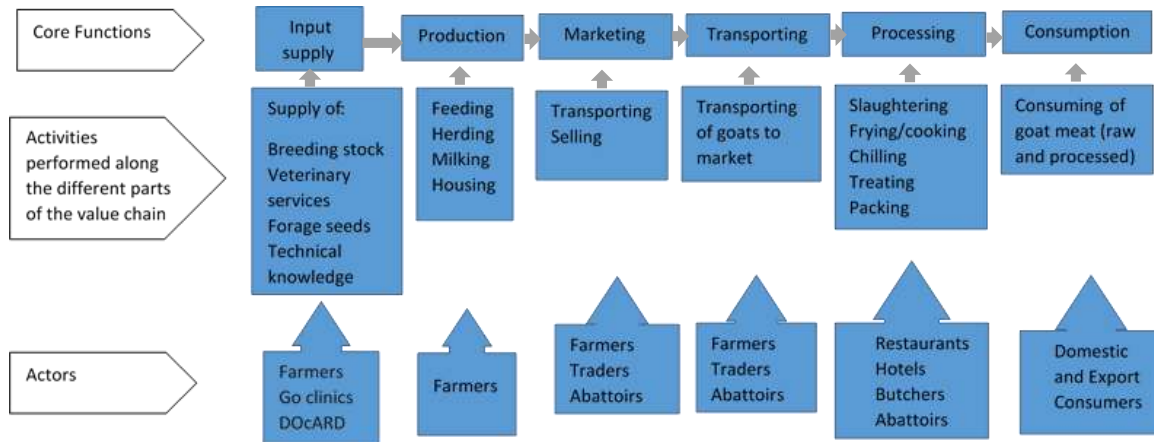 Core Functions
Input
supply
Production
Marketing
Transporting
Processing
Consumption
Activities
performed along
the different parts
of the value chain
Supply of:
Breeding stock
Veterinary
services
Forage seeds
Technical
knowledge
Feeding
Herding
Milking
Housing
Transporting
Selling
Transporting
of goats to
market
Slaughtering
Frying/cooking
Chilling
Treating
Packing
Consuming of
goat meat (raw
and processed)
Actors
Farmers
Go clinics
DOcARD
Farmers
Farmers
Traders
Abattoirs
Farmers
Traders
Abattoirs
Restaurants
Hotels
Butchers
Abattoirs
Domestic
and Export
Consumers